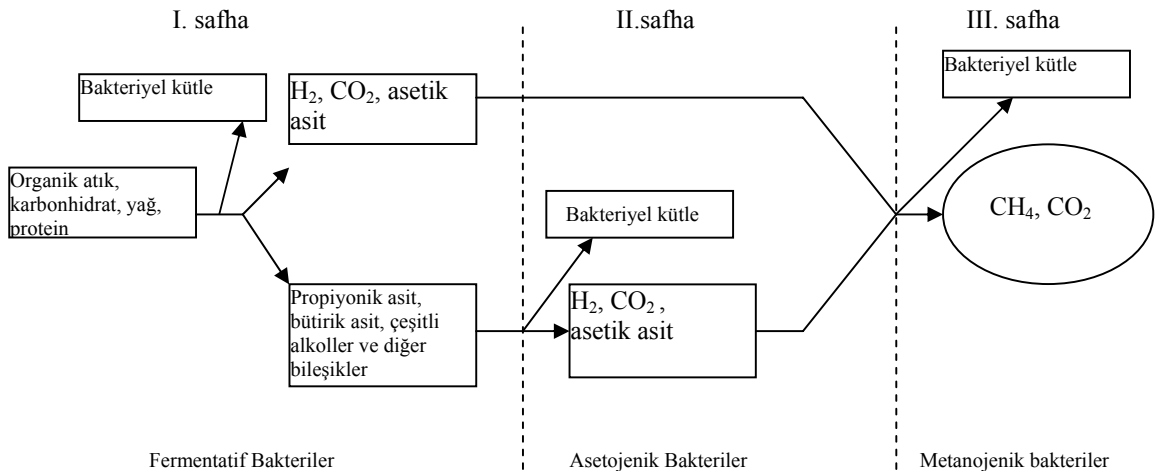 I. safha
II.safha
III. safha
Bakteriyel kütle
H₂, CO₂, asetik
asit
Bakteriyel kütle
Organik atık,
karbonhidrat, yağ,
protein
Bakteriyel kütle
CH₄, CO₂
Propiyonik asit,
bütirik asit, çeşitli
alkoller ve diğer
bileşikler
H₂, CO₂ ,
asetik asit
Fermentatif Bakteriler
Asetojenik Bakteriler
Metanojenik bakteriler